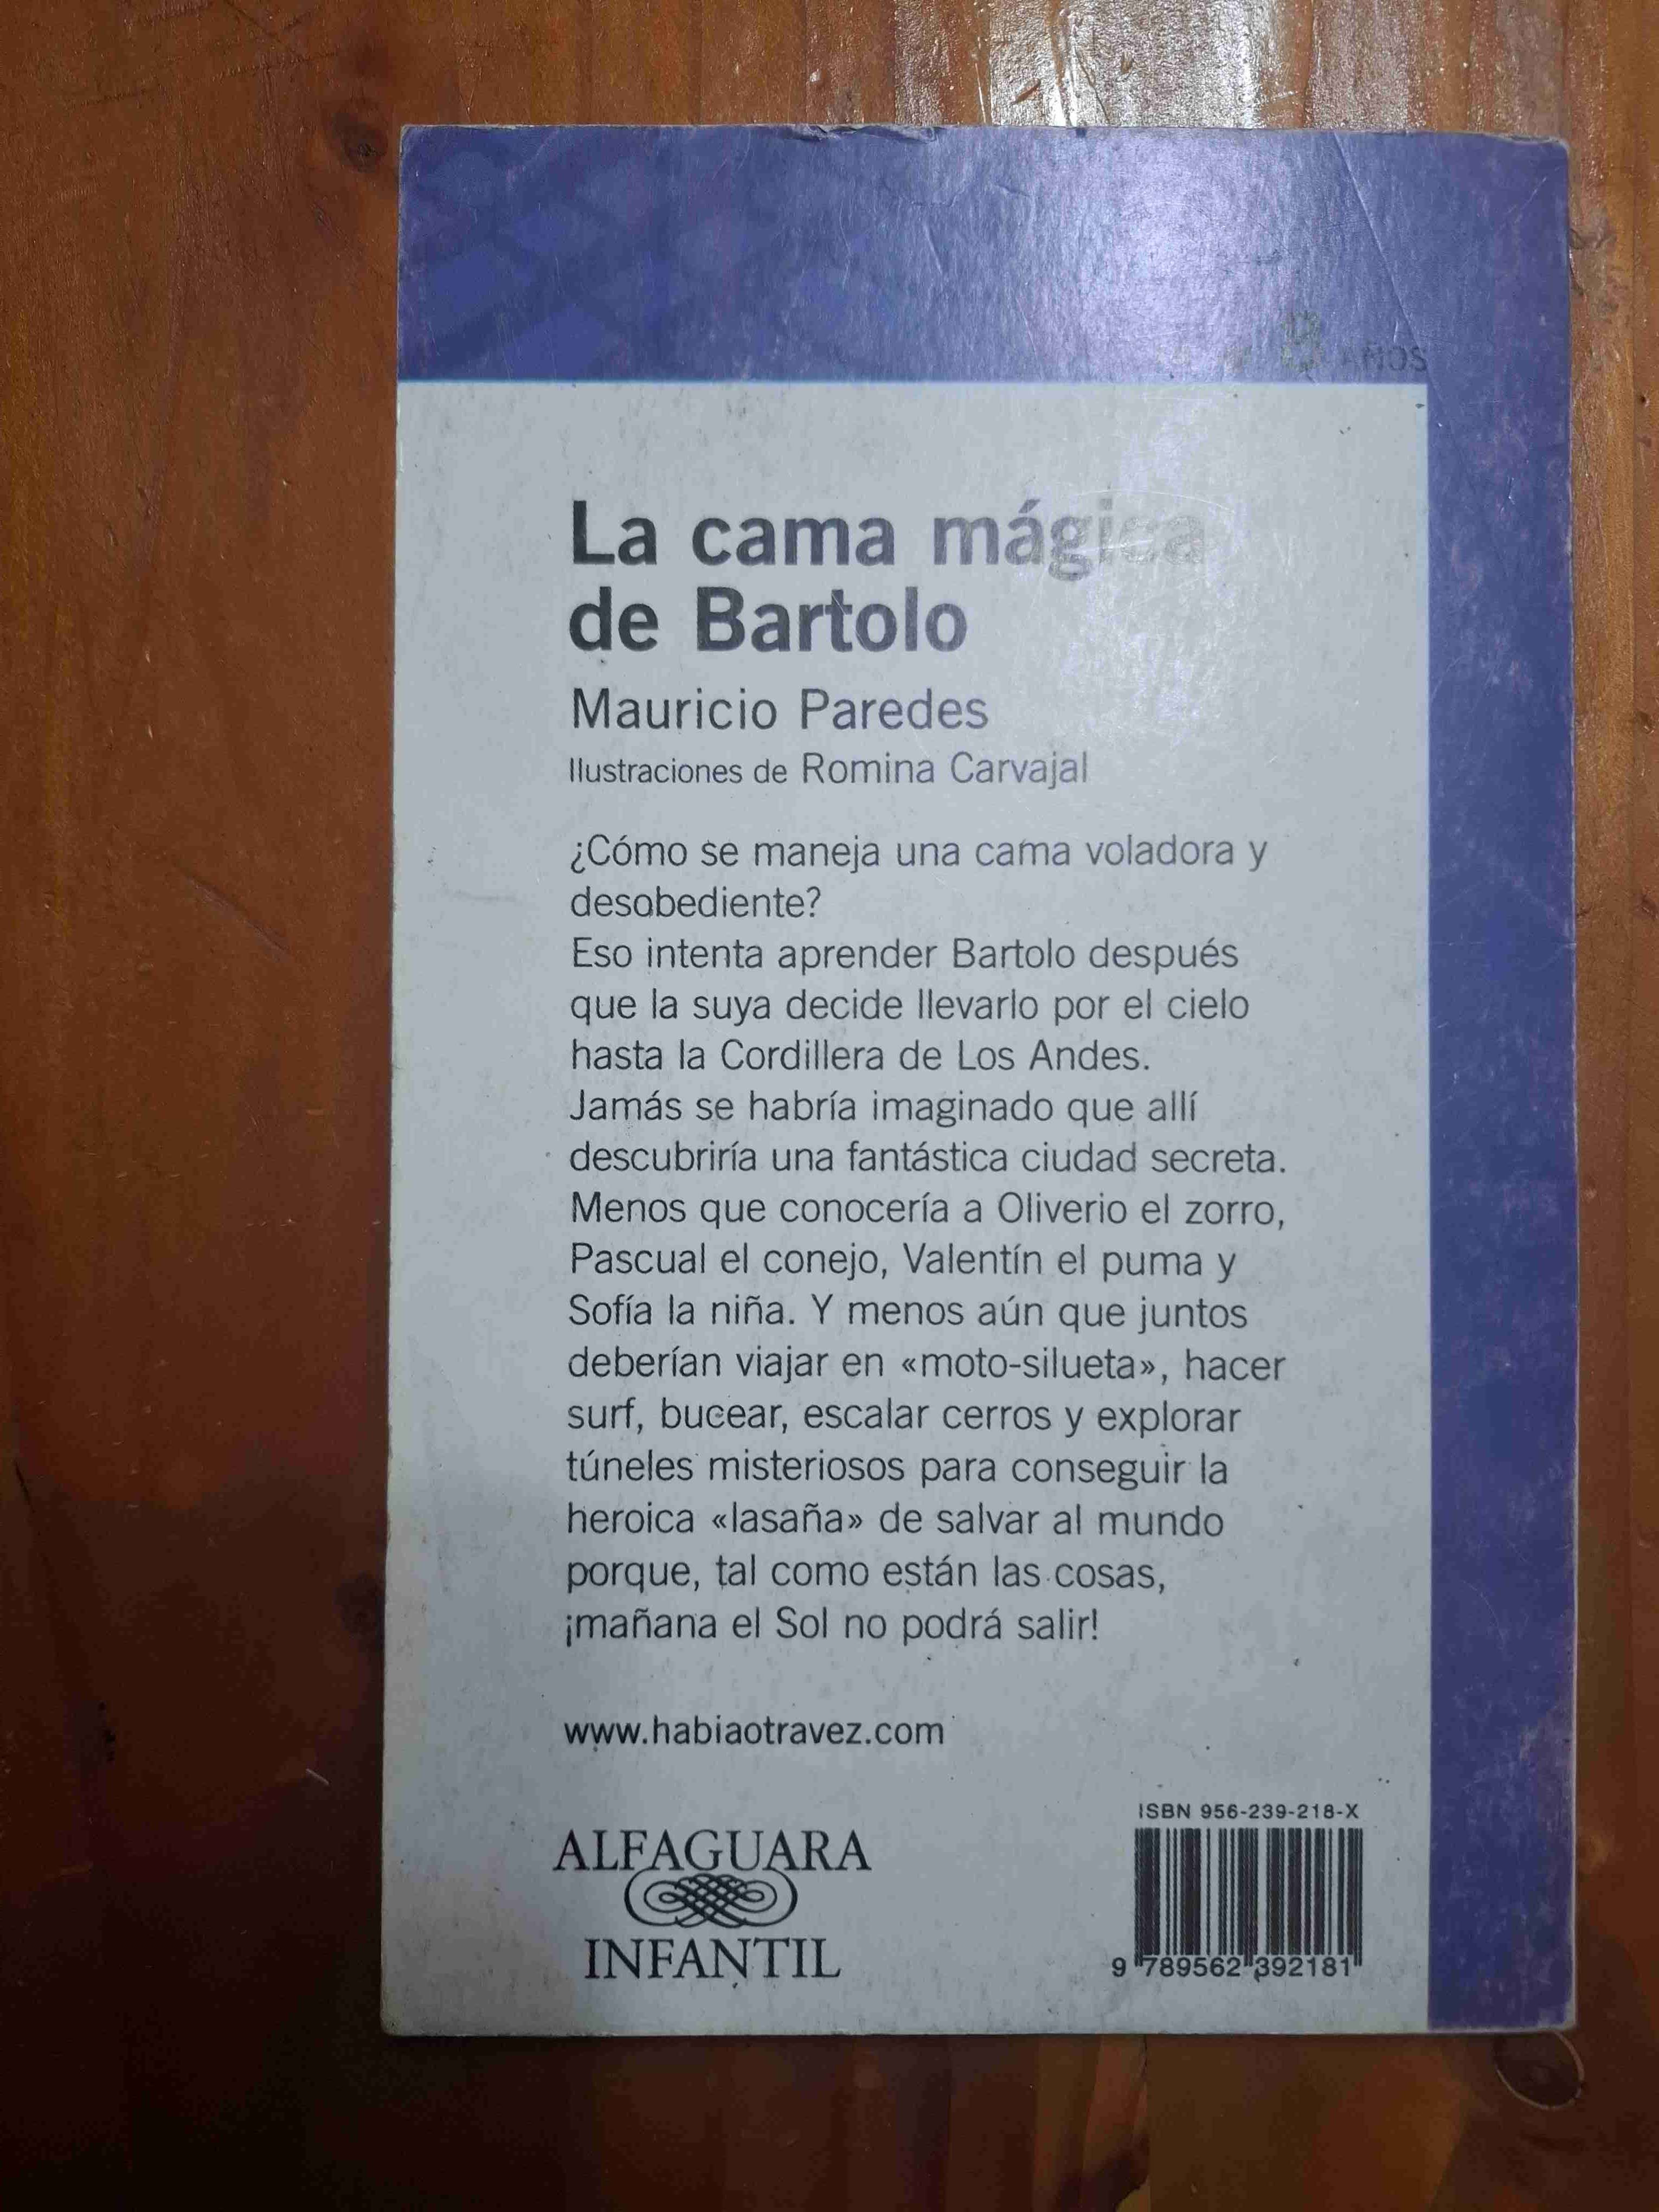 8 AÑOS
La cama mágica
de Bartolo
Mauricio Paredes
Ilustraciones de Romina Carvajal
¿Cómo se maneja una cama voladora y
desobediente?
Eso intenta aprender Bartolo después
que la suya decide llevarlo por el cielo
hasta la Cordillera de Los Andes.
Jamás se habría imaginado que allí
descubriría una fantástica ciudad secreta.
Menos que conocería a Oliverio el zorro,
Pascual el conejo, Valentín el puma y
Sofía la niña. Y menos aún que juntos
deberían viajar en «moto-silueta», hacer
surf, bucear, escalar cerros y explorar
túneles misteriosos para conseguir la
heroica «lasaña» de salvar al mundo
porque, tal como están las cosas,
¡mañana el Sol no podrá salir!
www.habiaotravez.com
ISBN 956-239-218-X
ALFAGUARA
INFANTIL
9 789562 392181